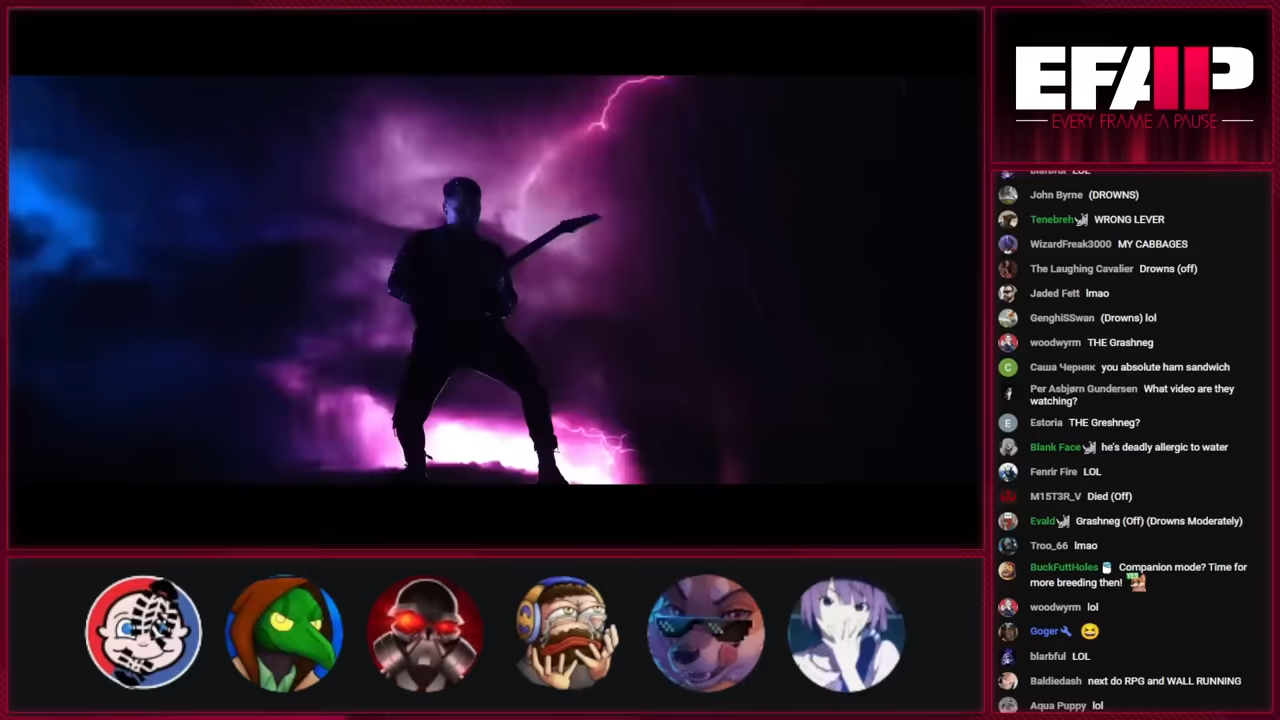 EFAP
EVERY FRAME A PAUSE
blarbful LOL
John Byrne (DROWNS)
Tenebreh WRONG LEVER
WizardFreak3000 MY CABBAGES
The Laughing Cavalier Drowns (off)
Jaded Fett lmao
GenghiSSwan (Drowns) lol
woodwyrm THE Grashneg
C Саша Черняк you absolute ham sandwich
Per Asbjørn Gundersen What video are they
watching?
E Estoria THE Greshneg?
Blank Face he's deadly allergic to water
Fenrir Fire LOL
M15T3R_V Died (Off)
Evald Grashneg (Off) (Drowns Moderately)
Troo_66 lmao
BuckFuttHoles Companion mode? Time for
more breeding then! YES
woodwyrm lol
Goger
blarbful LOL
Baldiedash next do RPG and WALL RUNNING
Aqua Puppy lol